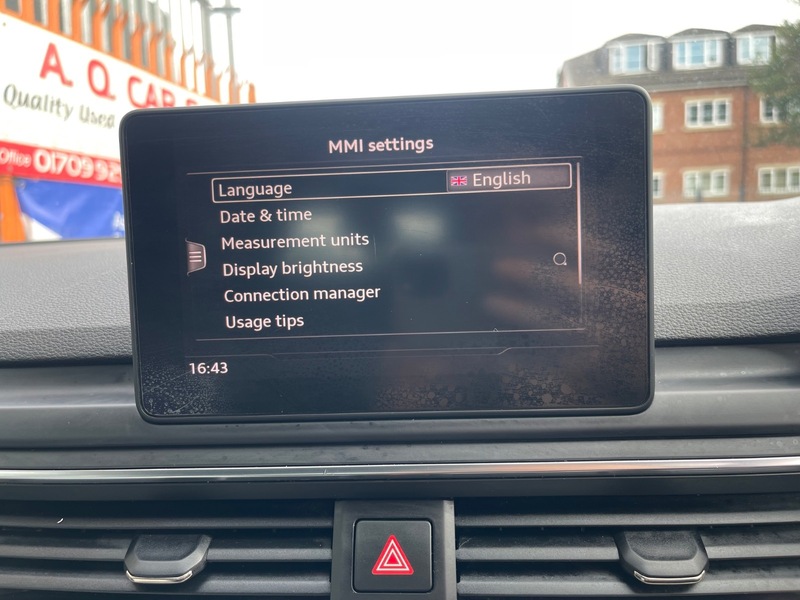 A. Q. CAR
Quality Used
Office 01709 92
MMI settings
Language English
Date & time
Measurement units
Display brightness
Connection manager
Usage tips
16:43